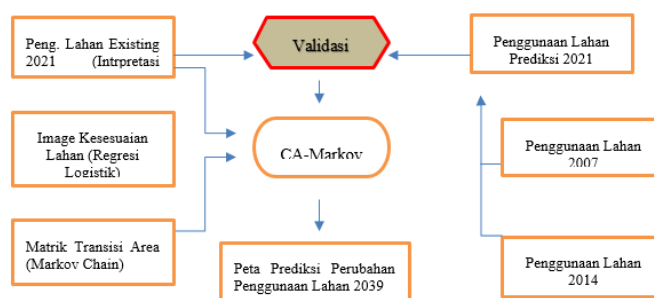 Peng. Lahan Existing
2021 (Intrpretasi
Validasi
Penggunaan Lahan
Prediksi 2021
Image Kesesuaian
Lahan (Regresi
Logistik)
CA-Markov
Penggunaan Lahan
2007
Matrik Transisi Area
(Markov Chain)
Peta Prediksi Perubahan
Penggunaan Lahan 2039
Penggunaan Lahan
2014